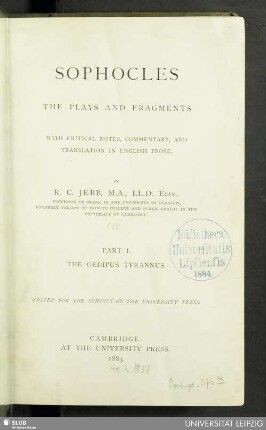 SOPHOCLES
THE PLAYS AND FRAGMENTS
WITH CRITICAL NOTES, COMMENTARY, AND
TRANSLATION IN ENGLISH PROSE,
BY
R. C. JEBB, M.A., LL.D. EDIN.,
PROFESSOR OF GREEK IN THE UNIVERSITY OF GLASGOW,
FORMERLY FELLOW OF TRINITY COLLEGE AND PUBLIC ORATOR IN THE
UNIVERSITY OF CAMBRIDGE.
PART I.
THE OEDIPUS TYRANNUS.
Bibliotheca
Universitatis
Lipsiensis
1884
EDITED FOR THE SYNDICS OF THE UNIVERSITY PRESS.
CAMBRIDGE:
AT THE UNIVERSITY PRESS.
1883
SLUB
UNIVERSITÄT LEIPZIG